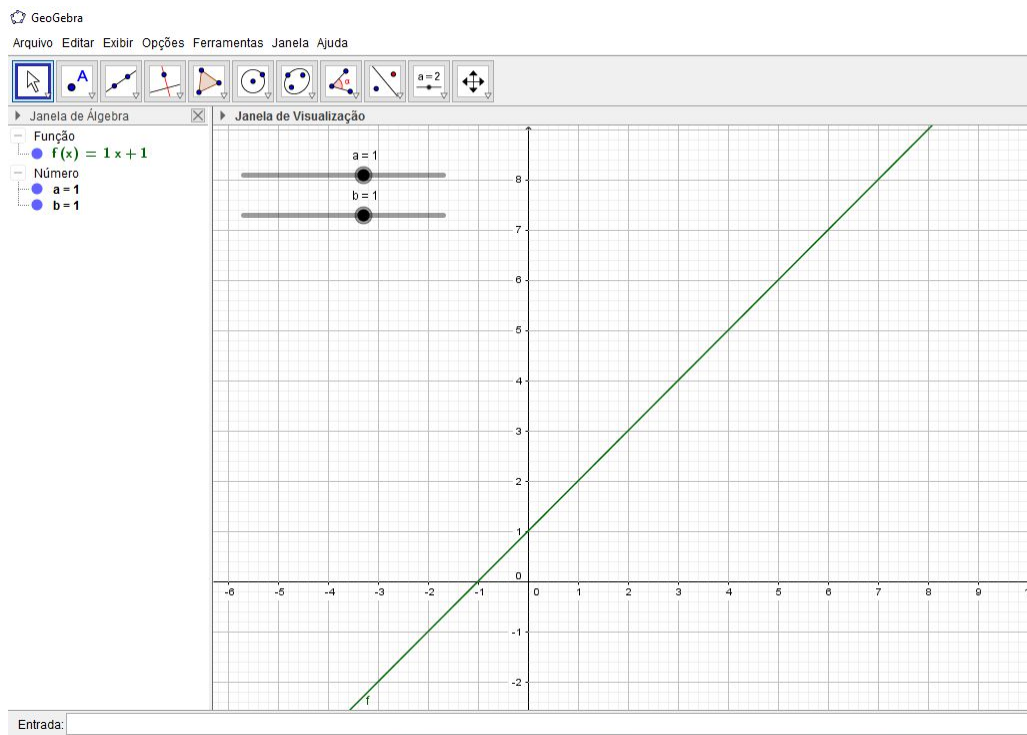 GeoGebra
Arquivo Editar Exibir Opções Ferramentas Janela Ajuda
A
α
a = 2
Janela de Álgebra
Janela de Visualização
Função
f(x) = 1 x + 1
Número
a = 1
b = 1
a = 1
b = 1
8
7
6
5
4
3
2
1
0
-6 -5 -4 -3 -2 -1 0 1 2 3 4 5 6 7 8 9
-1
-2
f
Entrada: